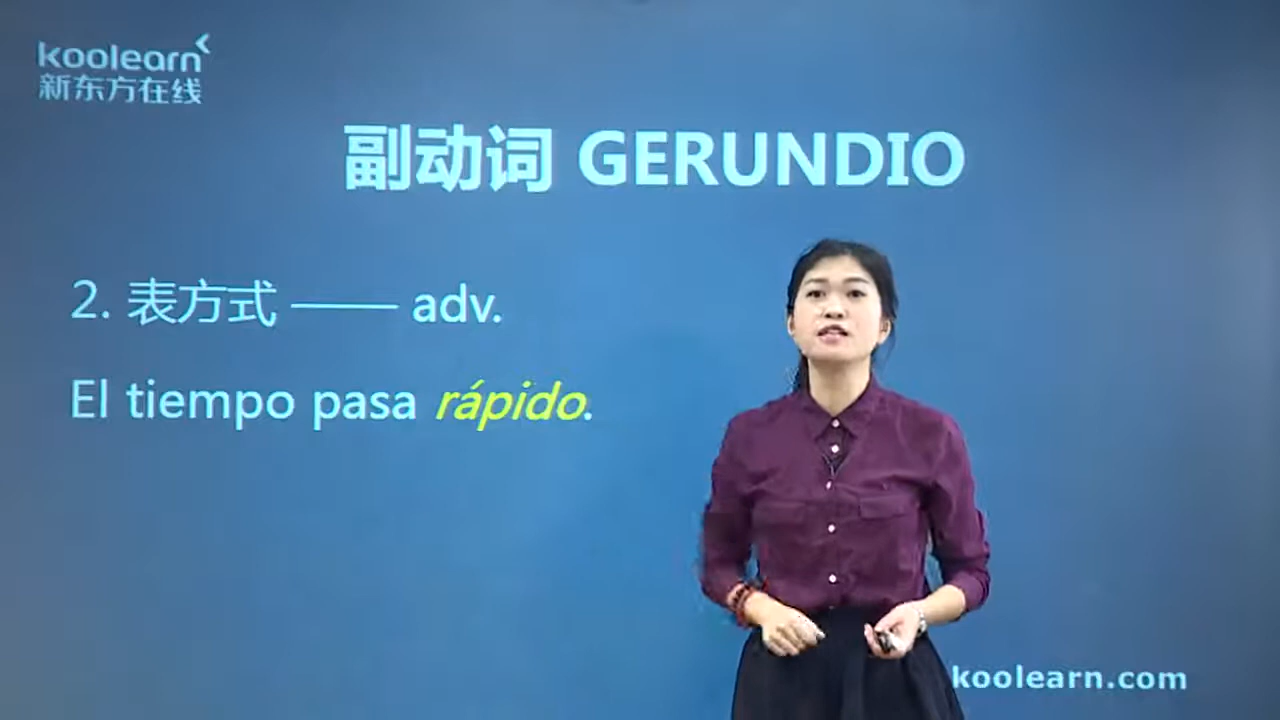 koolearn
新东方在线
副动词 GERUNDIO
2. 表方式 —— adv.
El tiempo pasa rápido.
koolearn.com